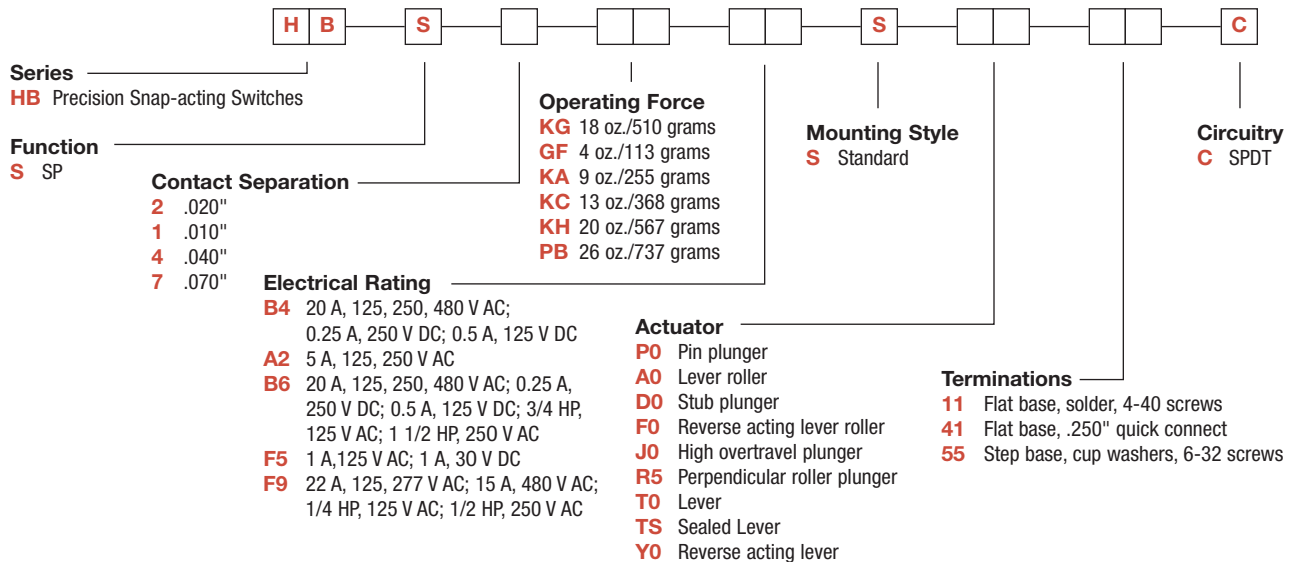 H B S S C
Series
HB Precision Snap-acting Switches
Function
S SP
Contact Separation
2 .020"
1 .010"
4 .040"
7 .070"
Operating Force
KG 18 oz./510 grams
GF 4 oz./113 grams
KA 9 oz./255 grams
KC 13 oz./368 grams
KH 20 oz./567 grams
PB 26 oz./737 grams
Electrical Rating
B4 20 A, 125, 250, 480 V AC;
0.25 A, 250 V DC; 0.5 A, 125 V DC
A2 5 A, 125, 250 V AC
B6 20 A, 125, 250, 480 V AC; 0.25 A,
250 V DC; 0.5 A, 125 V DC; 3/4 HP,
125 V AC; 1 1/2 HP, 250 V AC
F5 1 A,125 V AC; 1 A, 30 V DC
F9 22 A, 125, 277 V AC; 15 A, 480 V AC;
1/4 HP, 125 V AC; 1/2 HP, 250 V AC
Mounting Style
S Standard
Actuator
P0 Pin plunger
A0 Lever roller
D0 Stub plunger
F0 Reverse acting lever roller
J0 High overtravel plunger
R5 Perpendicular roller plunger
T0 Lever
TS Sealed Lever
Y0 Reverse acting lever
Terminations
11 Flat base, solder, 4-40 screws
41 Flat base, .250" quick connect
55 Step base, cup washers, 6-32 screws
Circuitry
C SPDT